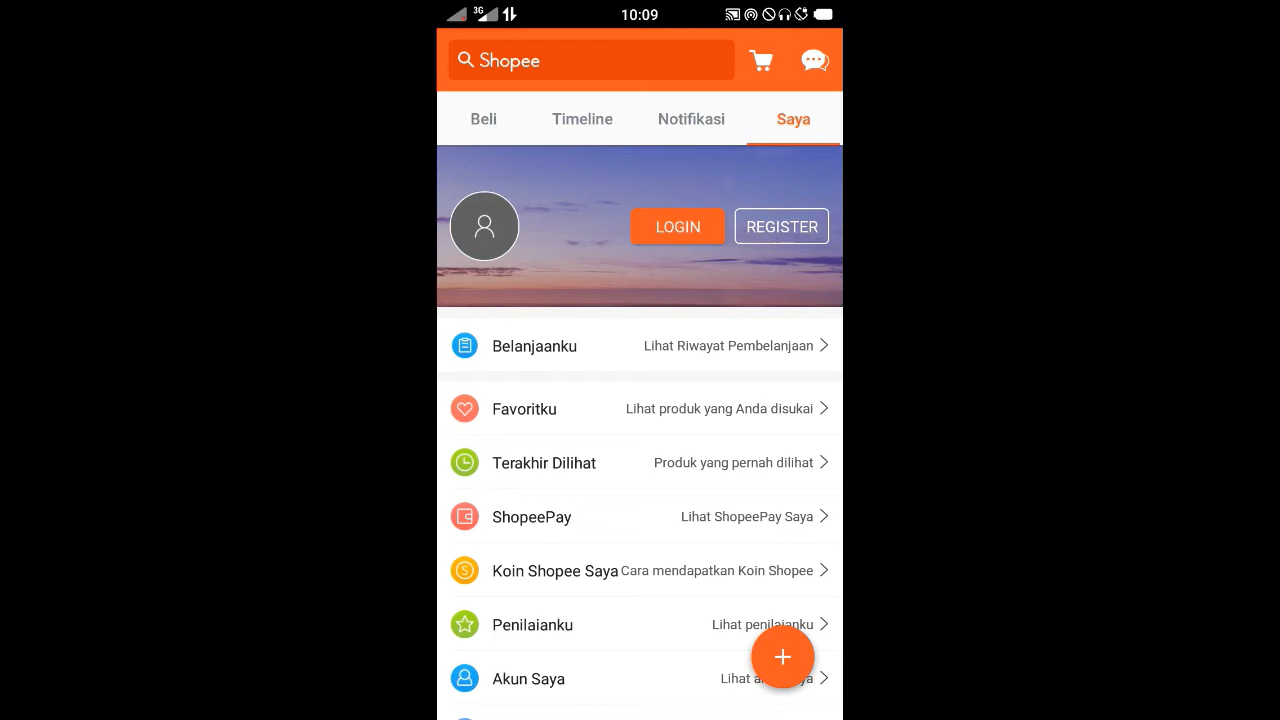 3G 10:09
Shopee
Beli Timeline Notifikasi Saya
LOGIN REGISTER
Belanjaanku Lihat Riwayat Pembelanjaan
Favoritku Lihat produk yang Anda disukai
Terakhir Dilihat Produk yang pernah dilihat
ShopeePay Lihat ShopeePay Saya
Koin Shopee Saya Cara mendapatkan Koin Shopee
Penilaianku Lihat penilaianku
Akun Saya Lihat